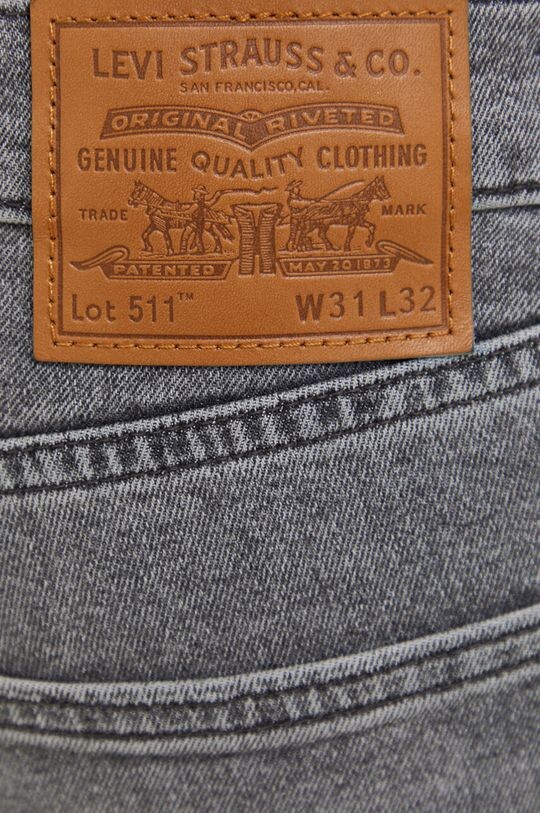 LEVI STRAUSS & CO.
SAN FRANCISCO, CAL.
ORIGINAL RIVETED
GENUINE QUALITY CLOTHING
TRADE MARK
PATENTED MAY 20 1873
Lot 511™ W31 L32